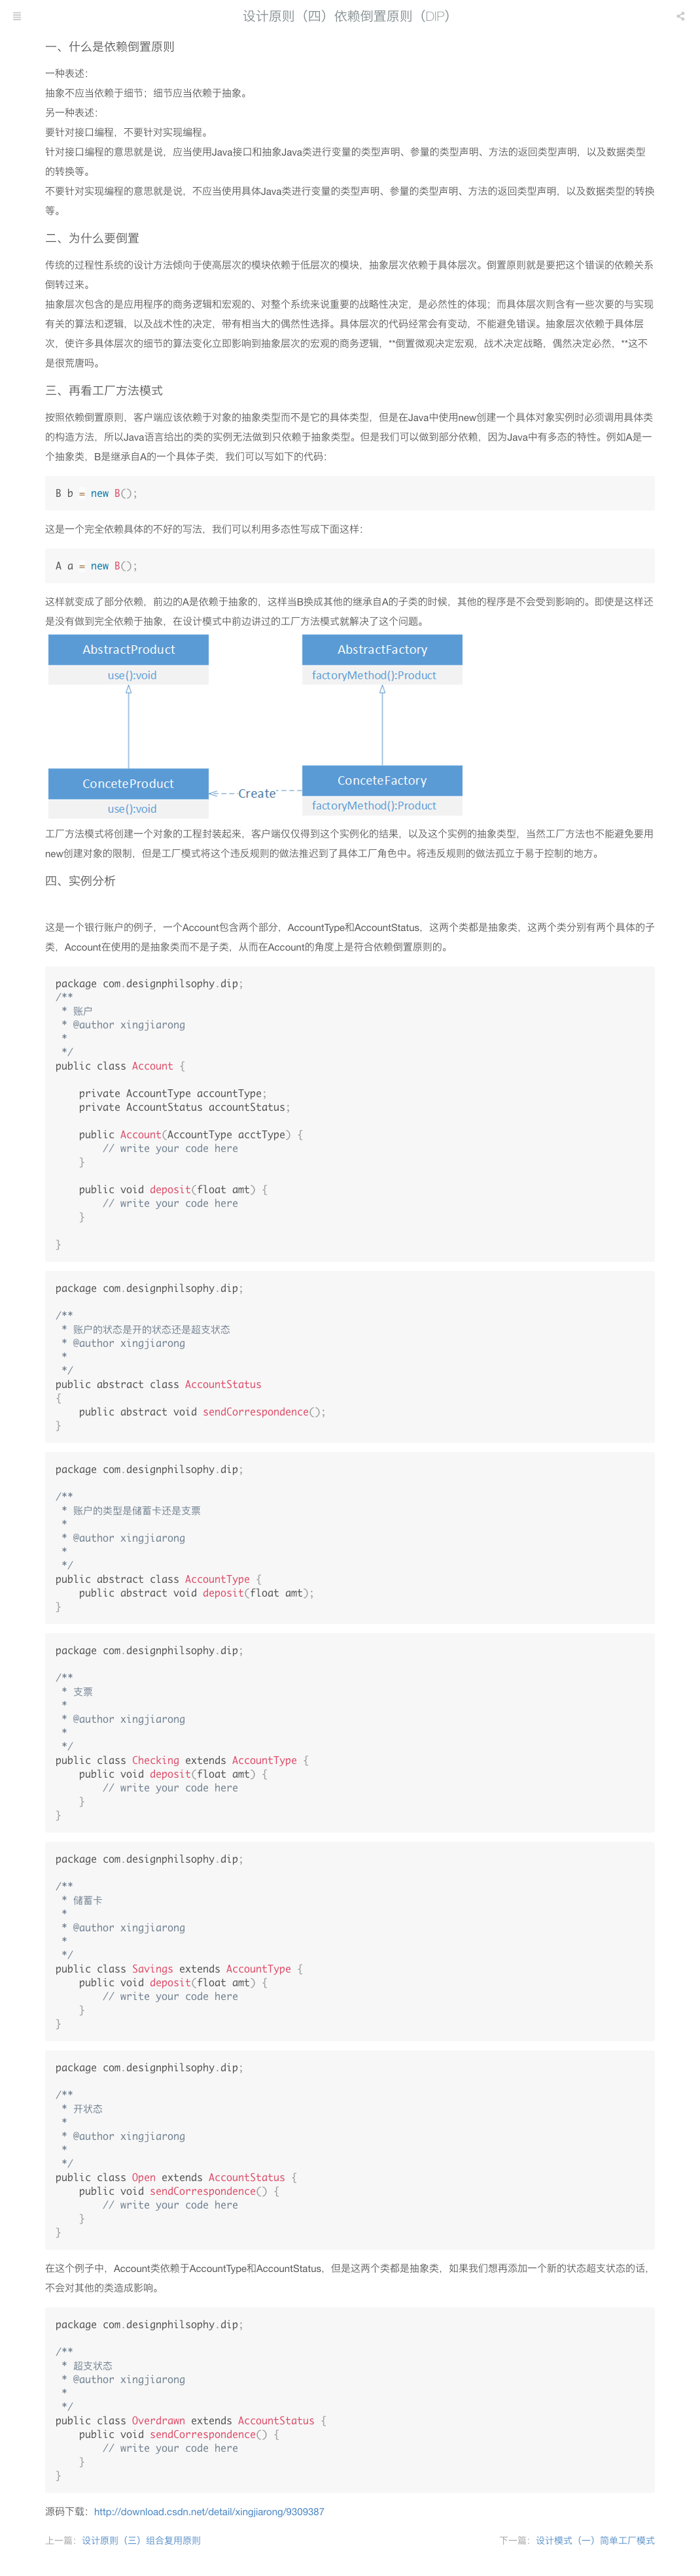 设计原则（四）依赖倒置原则（DIP）
一、什么是依赖倒置原则
一种表述：
抽象不应当依赖于细节；细节应当依赖于抽象。
另一种表述：
要针对接口编程，不要针对实现编程。
针对接口编程的意思就是说，应当使用Java接口和抽象Java类进行变量的类型声明、参量的类型声明、方法的返回类型声明，以及数据类型
的转换等。
不要针对实现编程的意思就是说，不应当使用具体Java类进行变量的类型声明、参量的类型声明、方法的返回类型声明，以及数据类型的转换
等。
二、为什么要倒置
传统的过程性系统的设计方法倾向于使高层次的模块依赖于低层次的模块，抽象层次依赖于具体层次。倒置原则就是要把这个错误的依赖关系
倒转过来。
抽象层次包含的是应用程序的商务逻辑和宏观的、对整个系统来说重要的战略性决定，是必然性的体现；而具体层次则含有一些次要的与实现
有关的算法和逻辑，以及战术性的决定，带有相当大的偶然性选择。具体层次的代码经常会有变动，不能避免错误。抽象层次依赖于具体层
次，使许多具体层次的细节的算法变化立即影响到抽象层次的宏观的商务逻辑，**倒置微观决定宏观，战术决定战略，偶然决定必然。**这不
是很荒唐吗。
三、再看工厂方法模式
按照依赖倒置原则，客户端应该依赖于对象的抽象类型而不是它的具体类型，但是在Java中使用new创建一个具体对象实例时必须调用具体类
的构造方法，所以Java语言给出的类的实例无法做到只依赖于抽象类型。但是我们可以做到部分依赖，因为Java中有多态的特性。例如A是一
个抽象类，B是继承自A的一个具体子类，我们可以写如下的代码：
B b = new B();
这是一个完全依赖具体的不好的写法，我们可以利用多态性写成下面这样：
A a = new B();
这样就变成了部分依赖，前边的A是依赖于抽象的，这样当B换成其他的继承自A的子类的时候，其他的程序是不会受到影响的。即使是这样还
是没有做到完全依赖于抽象，在设计模式中前边讲过的工厂方法模式就解决了这个问题。
AbstractProduct
use():void
AbstractFactory
factoryMethod():Product
ConceteProduct
use():void
Create
ConceteFactory
factoryMethod():Product
工厂方法模式将创建一个对象的工程封装起来，客户端仅仅得到这个实例化的结果，以及这个实例的抽象类型，当然工厂方法也不能避免要用
new创建对象的限制，但是工厂模式将这个违反规则的做法推迟到了具体工厂角色中。将违反规则的做法孤立于易于控制的地方。
四、实例分析
这是一个银行账户的例子，一个Account包含两个部分，AccountType和AccountStatus，这两个类都是抽象类，这两个类分别有两个具体的子
类，Account在使用的是抽象类而不是子类，从而在Account的角度上是符合依赖倒置原则的。
package com.designphilsophy.dip;
/**
 * 账户
 * @author xingjiarong
 *
 */
public class Account {
    private AccountType accountType;
    private AccountStatus accountStatus;
    public Account(AccountType acctType) {
        // write your code here
    }
    public void deposit(float amt) {
        // write your code here
    }
}
package com.designphilsophy.dip;
/**
 * 账户的状态是开的状态还是超支状态
 * @author xingjiarong
 *
 */
public abstract class AccountStatus
{
    public abstract void sendCorrespondence();
}
package com.designphilsophy.dip;
/**
 * 账户的类型是储蓄卡还是支票
 *
 * @author xingjiarong
 *
 */
public abstract class AccountType {
    public abstract void deposit(float amt);
}
package com.designphilsophy.dip;
/**
 * 支票
 *
 * @author xingjiarong
 *
 */
public class Checking extends AccountType {
    public void deposit(float amt) {
        // write your code here
    }
}
package com.designphilsophy.dip;
/**
 * 储蓄卡
 *
 * @author xingjiarong
 *
 */
public class Savings extends AccountType {
    public void deposit(float amt) {
        // write your code here
    }
}
package com.designphilsophy.dip;
/**
 * 开状态
 *
 * @author xingjiarong
 *
 */
public class Open extends AccountStatus {
    public void sendCorrespondence() {
        // write your code here
    }
}
在这个例子中，Account类依赖于AccountType和AccountStatus，但是这两个类都是抽象类，如果我们想再添加一个新的状态超支状态的话，
不会对其他的类造成影响。
package com.designphilsophy.dip;
/**
 * 超支状态
 * @author xingjiarong
 *
 */
public class Overdrawn extends AccountStatus {
    public void sendCorrespondence() {
        // write your code here
    }
}
源码下载：http://download.csdn.net/detail/xingjiarong/9309387
上一篇：设计原则（三）组合复用原则
下一篇：设计模式（一）简单工厂模式